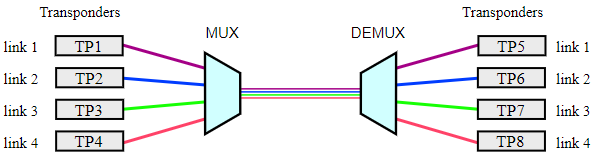 Transponders Transponders
MUX DEMUX
link 1 TP1 TP5 link 1
link 2 TP2 TP6 link 2
link 3 TP3 TP7 link 3
link 4 TP4 TP8 link 4